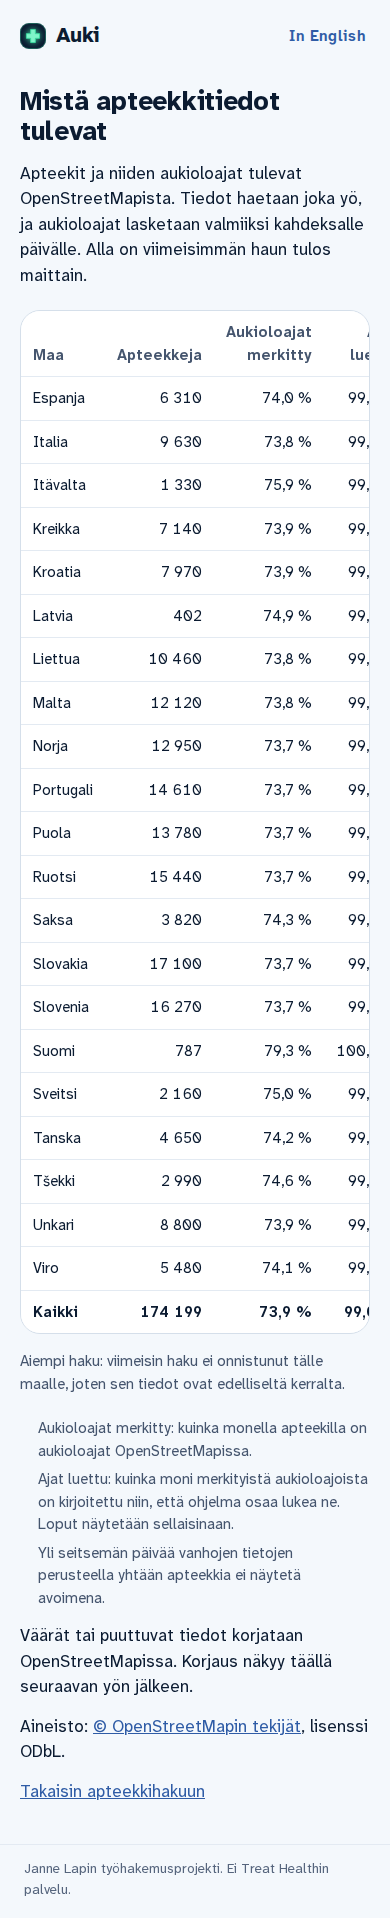 Auki
In English
Mistä apteekkitiedot
tulevat
Apteekit ja niiden aukioloajat tulevat
OpenStreetMapista. Tiedot haetaan joka yö,
ja aukioloajat lasketaan valmiiksi kahdeksalle
päivälle. Alla on viimeisimmän haun tulos
maittain.
Maa Apteekkeja Aukioloajat merkitty
Espanja 6 310 74,0 % 99,
Italia 9 630 73,8 % 99,
Itävalta 1 330 75,9 % 99,
Kreikka 7 140 73,9 % 99,
Kroatia 7 970 73,9 % 99,
Latvia 402 74,9 % 99,
Liettua 10 460 73,8 % 99,
Malta 12 120 73,8 % 99,
Norja 12 950 73,7 % 99,
Portugali 14 610 73,7 % 99,
Puola 13 780 73,7 % 99,
Ruotsi 15 440 73,7 % 99,
Saksa 3 820 74,3 % 99,
Slovakia 17 100 73,7 % 99,
Slovenia 16 270 73,7 % 99,
Suomi 787 79,3 % 100,
Sveitsi 2 160 75,0 % 99,
Tanska 4 650 74,2 % 99,
Tšekki 2 990 74,6 % 99,
Unkari 8 800 73,9 % 99,
Viro 5 480 74,1 % 99,
Kaikki 174 199 73,9 % 99,
Aiempi haku: viimeisin haku ei onnistunut tälle
maalle, joten sen tiedot ovat edelliseltä kerralta.
Aukioloajat merkitty: kuinka monella apteekilla on
aukioloajat OpenStreetMapissa.
Ajat luettu: kuinka moni merkityistä aukioloajoista
on kirjoitettu niin, että ohjelma osaa lukea ne.
Loput näytetään sellaisinaan.
Yli seitsemän päivää vanhojen tietojen
perusteella yhtään apteekkia ei näytetä
avoimena.
Väärät tai puuttuvat tiedot korjataan
OpenStreetMapissa. Korjaus näkyy täällä
seuraavan yön jälkeen.
Aineisto: © OpenStreetMapin tekijät, lisenssi
ODbL.
Takaisin apteekkihakuun
Janne Lapin työhakemusprojekti. Ei Treat Healthin
palvelu.